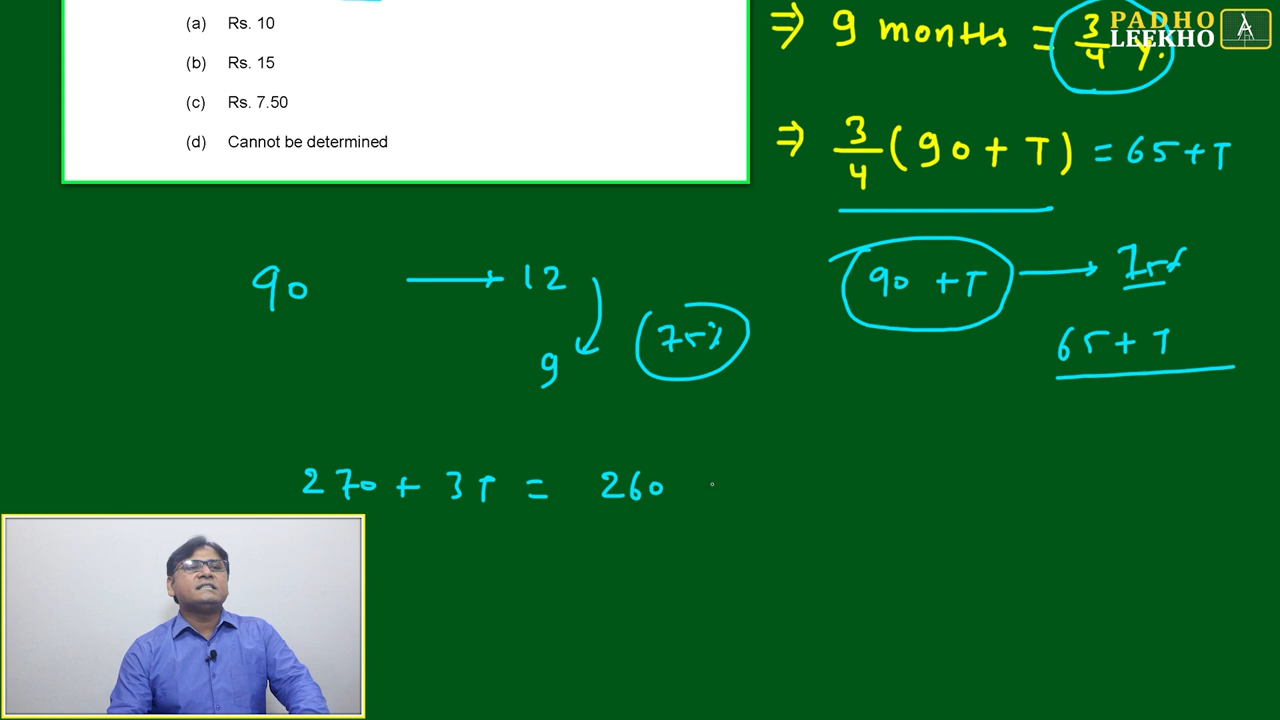 (a) Rs. 10
(b) Rs. 15
(c) Rs. 7.50
(d) Cannot be determined
PADHO
LEEKHO
⇒ 9 months = 3/4 y.
⇒ 3/4 (90 + T) = 65 + T
90 → 12
9
75%
90 + T →
65 + T
270 + 3T = 260